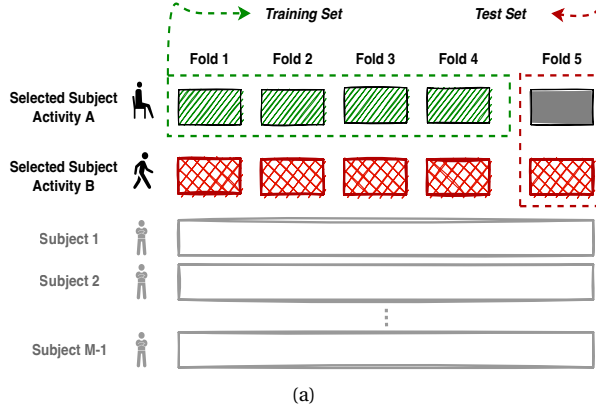 Training Set Test Set
Fold 1 Fold 2 Fold 3 Fold 4 Fold 5
Selected Subject
Activity A
Selected Subject
Activity B
Subject 1
Subject 2
Subject M-1
(a)